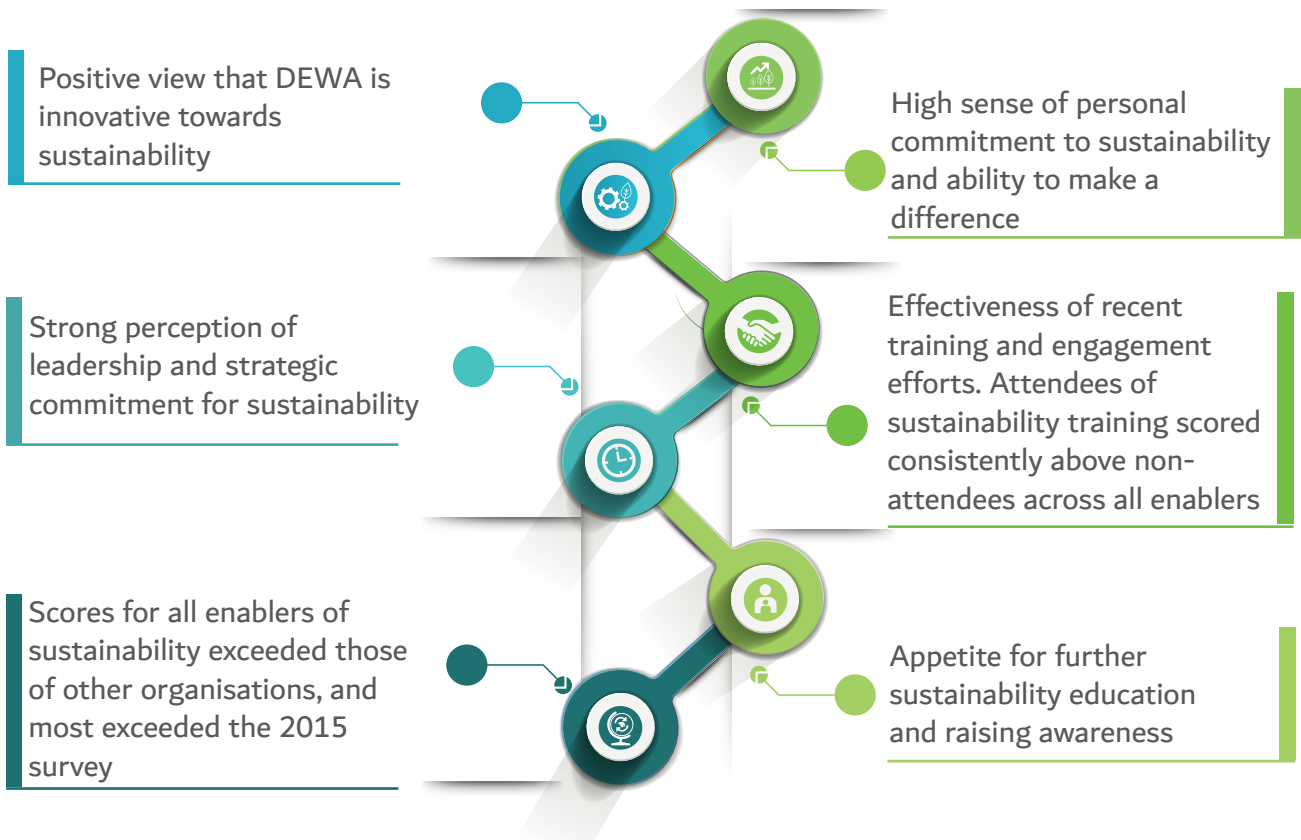 Positive view that DEWA is
innovative towards
sustainability
High sense of personal
commitment to sustainability
and ability to make a
difference
Strong perception of
leadership and strategic
commitment for sustainability
Effectiveness of recent
training and engagement
efforts. Attendees of
sustainability training scored
consistently above non-
attendees across all enablers
Scores for all enablers of
sustainability exceeded those
of other organisations, and
most exceeded the 2015
survey
Appetite for further
sustainability education
and raising awareness